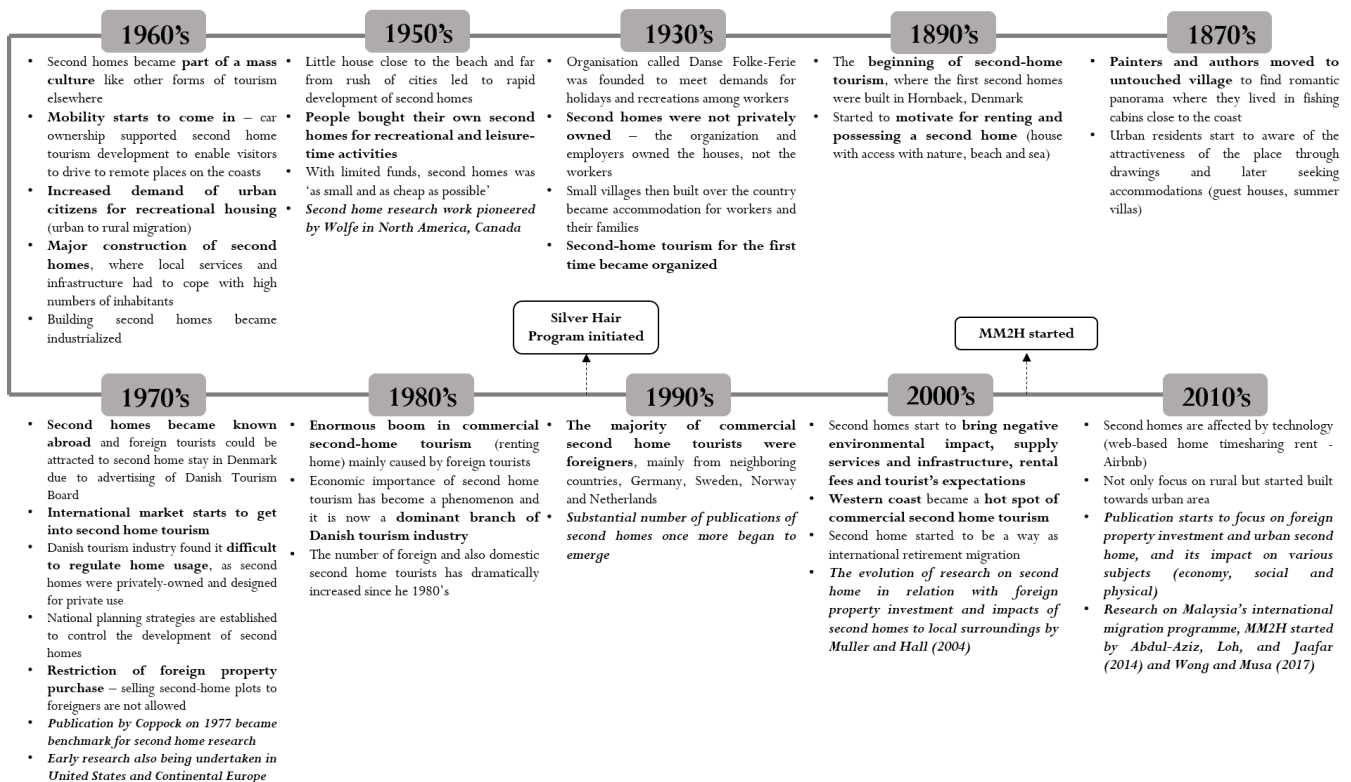 1960's
Second homes became part of a mass
culture like other forms of tourism
elsewhere
Mobility starts to come in – car
ownership supported second home
tourism development to enable visitors
to drive to remote places on the coasts
Increased demand of urban
citizens for recreational housing
(urban to rural migration)
Major construction of second
homes, where local services and
infrastructure had to cope with high
numbers of inhabitants
Building second homes became
industrialized
1950's
Little house close to the beach and far
from rush of cities led to rapid
development of second homes
People bought their own second
homes for recreational and leisure-
time activities
With limited funds, second homes was
'as small and as cheap as possible'
Second home research work pioneered
by Wolfe in North America, Canada
1930's
Organisation called Danse Folke-Ferie
was founded to meet demands for
holidays and recreations among workers
Second homes were not privately
owned – the organization and
employers owned the houses, not the
workers
Small villages then built over the country
became accommodation for workers and
their families
Second-home tourism for the first
time became organized
1890's
The beginning of second-home
tourism, where the first second homes
were built in Hornbaek, Denmark
Started to motivate for renting and
possessing a second home (house
with access with nature, beach and sea)
1870's
Painters and authors moved to
untouched village to find romantic
panorama where they lived in fishing
cabins close to the coast
Urban residents start to aware of the
attractiveness of the place through
drawings and later seeking
accommodations (guest houses, summer
villas)
Silver Hair
Program initiated
MM2H started
1970's
Second homes became known
abroad and foreign tourists could be
attracted to second home stay in Denmark
due to advertising of Danish Tourism
Board
International market starts to get
into second home tourism
Danish tourism industry found it difficult
to regulate home usage, as second
homes were privately-owned and designed
for private use
National planning strategies are established
to control the development of second
homes
Restriction of foreign property
purchase – selling second-home plots to
foreigners are not allowed
Publication by Coppock on 1977 became
benchmark for second home research
Early research also being undertaken in
United States and Continental Europe
1980's
Enormous boom in commercial
second-home tourism (renting
home) mainly caused by foreign tourists
Economic importance of second home
tourism has become a phenomenon and
it is now a dominant branch of
Danish tourism industry
The number of foreign and also domestic
second home tourists has dramatically
increased since he 1980's
1990's
The majority of commercial
second home tourists were
foreigners, mainly from neighboring
countries, Germany, Sweden, Norway
and Netherlands
Substantial number of publications of
second homes once more began to
emerge
2000's
Second homes start to bring negative
environmental impact, supply
services and infrastructure, rental
fees and tourist's expectations
Western coast became a hot spot of
commercial second home tourism
Second home started to be a way as
international retirement migration
The evolution of research on second
home in relation with foreign
property investment and impacts of
second homes to local surroundings by
Muller and Hall (2004)
2010's
Second homes are affected by technology
(web-based home timesharing rent -
Airbnb)
Not only focus on rural but started built
towards urban area
Publication starts to focus on foreign
property investment and urban second
home, and its impact on various
subjects (economy, social and
physical)
Research on Malaysia's international
migration programme, MM2H started
by Abdul-Aziz, Loh, and Jaafar
(2014) and Wong and Musa (2017)